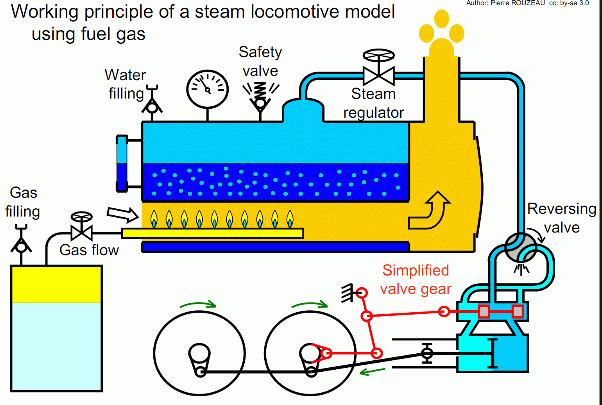 Author: Pierre ROUZEAU cc: by-sa 3.0
Working principle of a steam locomotive model
using fuel gas
Safety
valve
Water
filling
Steam
regulator
Gas
filling
Gas flow
Reversing
valve
Simplified
valve gear